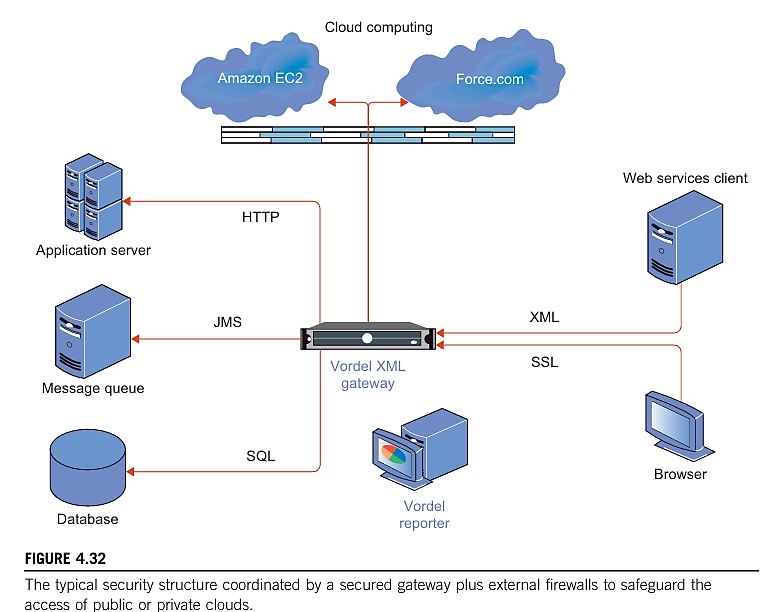 Cloud computing
Amazon EC2
Force.com
Web services client
HTTP
Application server
JMS
XML
Vordel XML
gateway
SSL
Message queue
SQL
Browser
Vordel
reporter
Database
FIGURE 4.32
The typical security structure coordinated by a secured gateway plus external firewalls to safeguard the
access of public or private clouds.